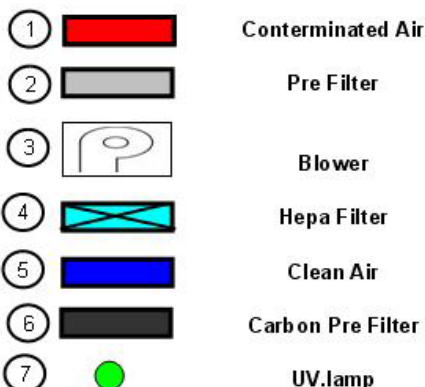 1 Conterminated Air
2 Pre Filter
3 Blower
4 Hepa Filter
5 Clean Air
6 Carbon Pre Filter
7 UV.lamp